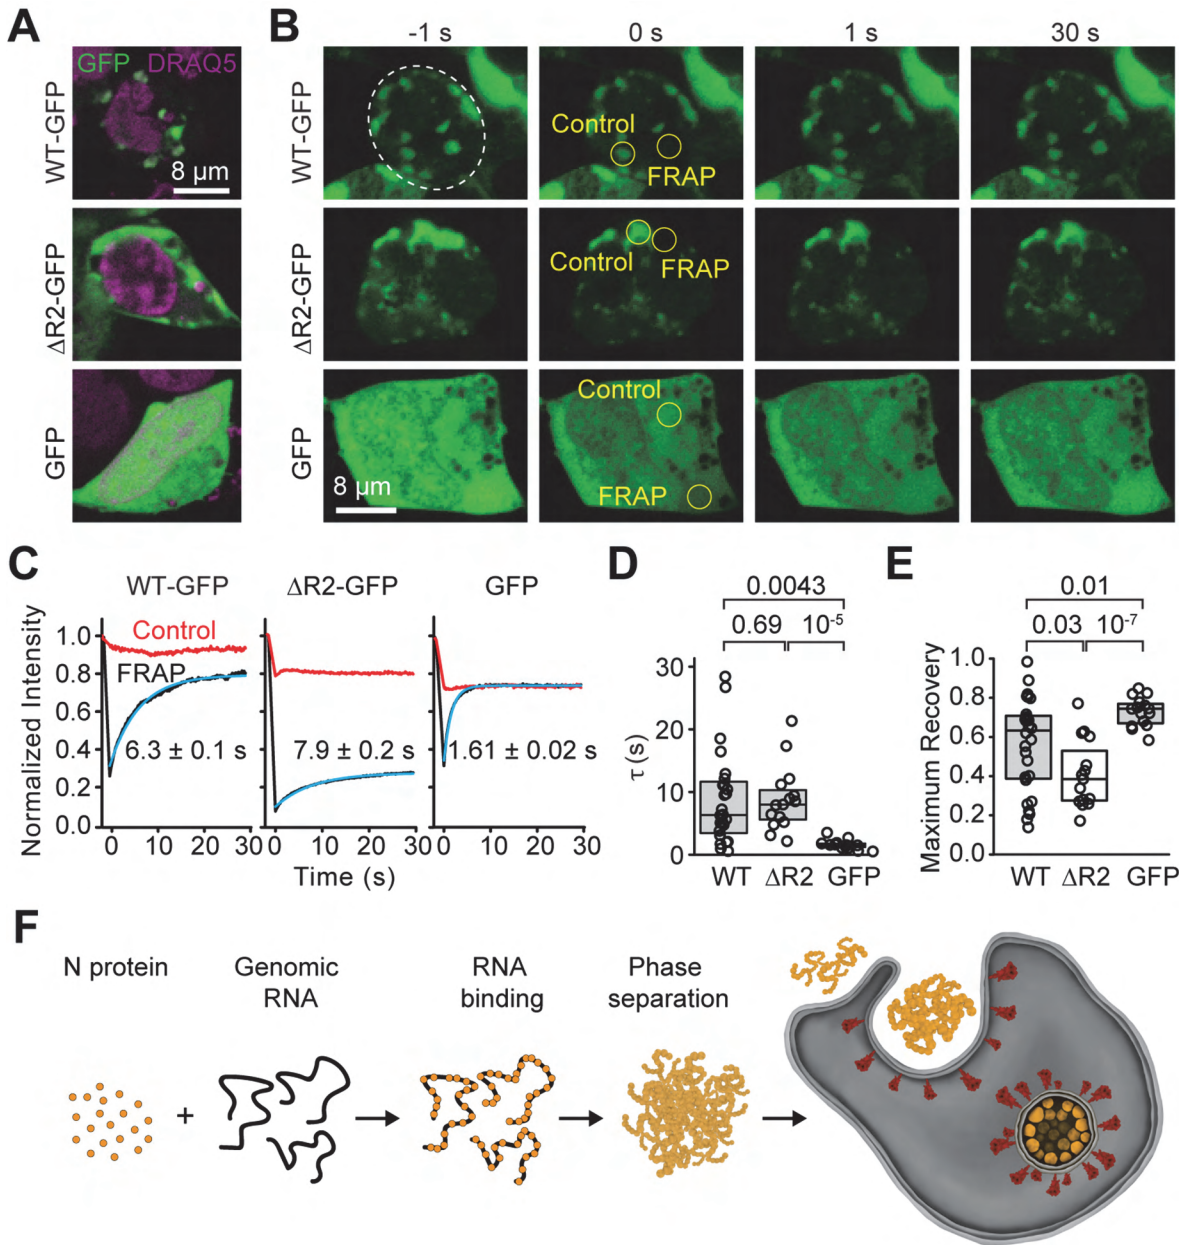 A
GFP DRAQ5
WT-GFP
8 µm
ΔR2-GFP
GFP
B
-1 s
0 s
1 s
30 s
WT-GFP
Control
FRAP
ΔR2-GFP
Control
FRAP
GFP
Control
FRAP
8 µm
C
WT-GFP
ΔR2-GFP
GFP
Normalized Intensity
1.0
0.8
0.6
0.4
0.2
0.0
Control
FRAP
6.3 ± 0.1 s
7.9 ± 0.2 s
1.61 ± 0.02 s
0 10 20 30
0 10 20 30
0 10 20 30
Time (s)
D
0.0043
0.69
10-5
τ (s)
30
20
10
0
WT ΔR2 GFP
E
0.01
0.03
10-7
Maximum Recovery
1.0
0.8
0.6
0.4
0.2
0.0
WT ΔR2 GFP
F
N protein
+
Genomic
RNA
RNA
binding
Phase
separation